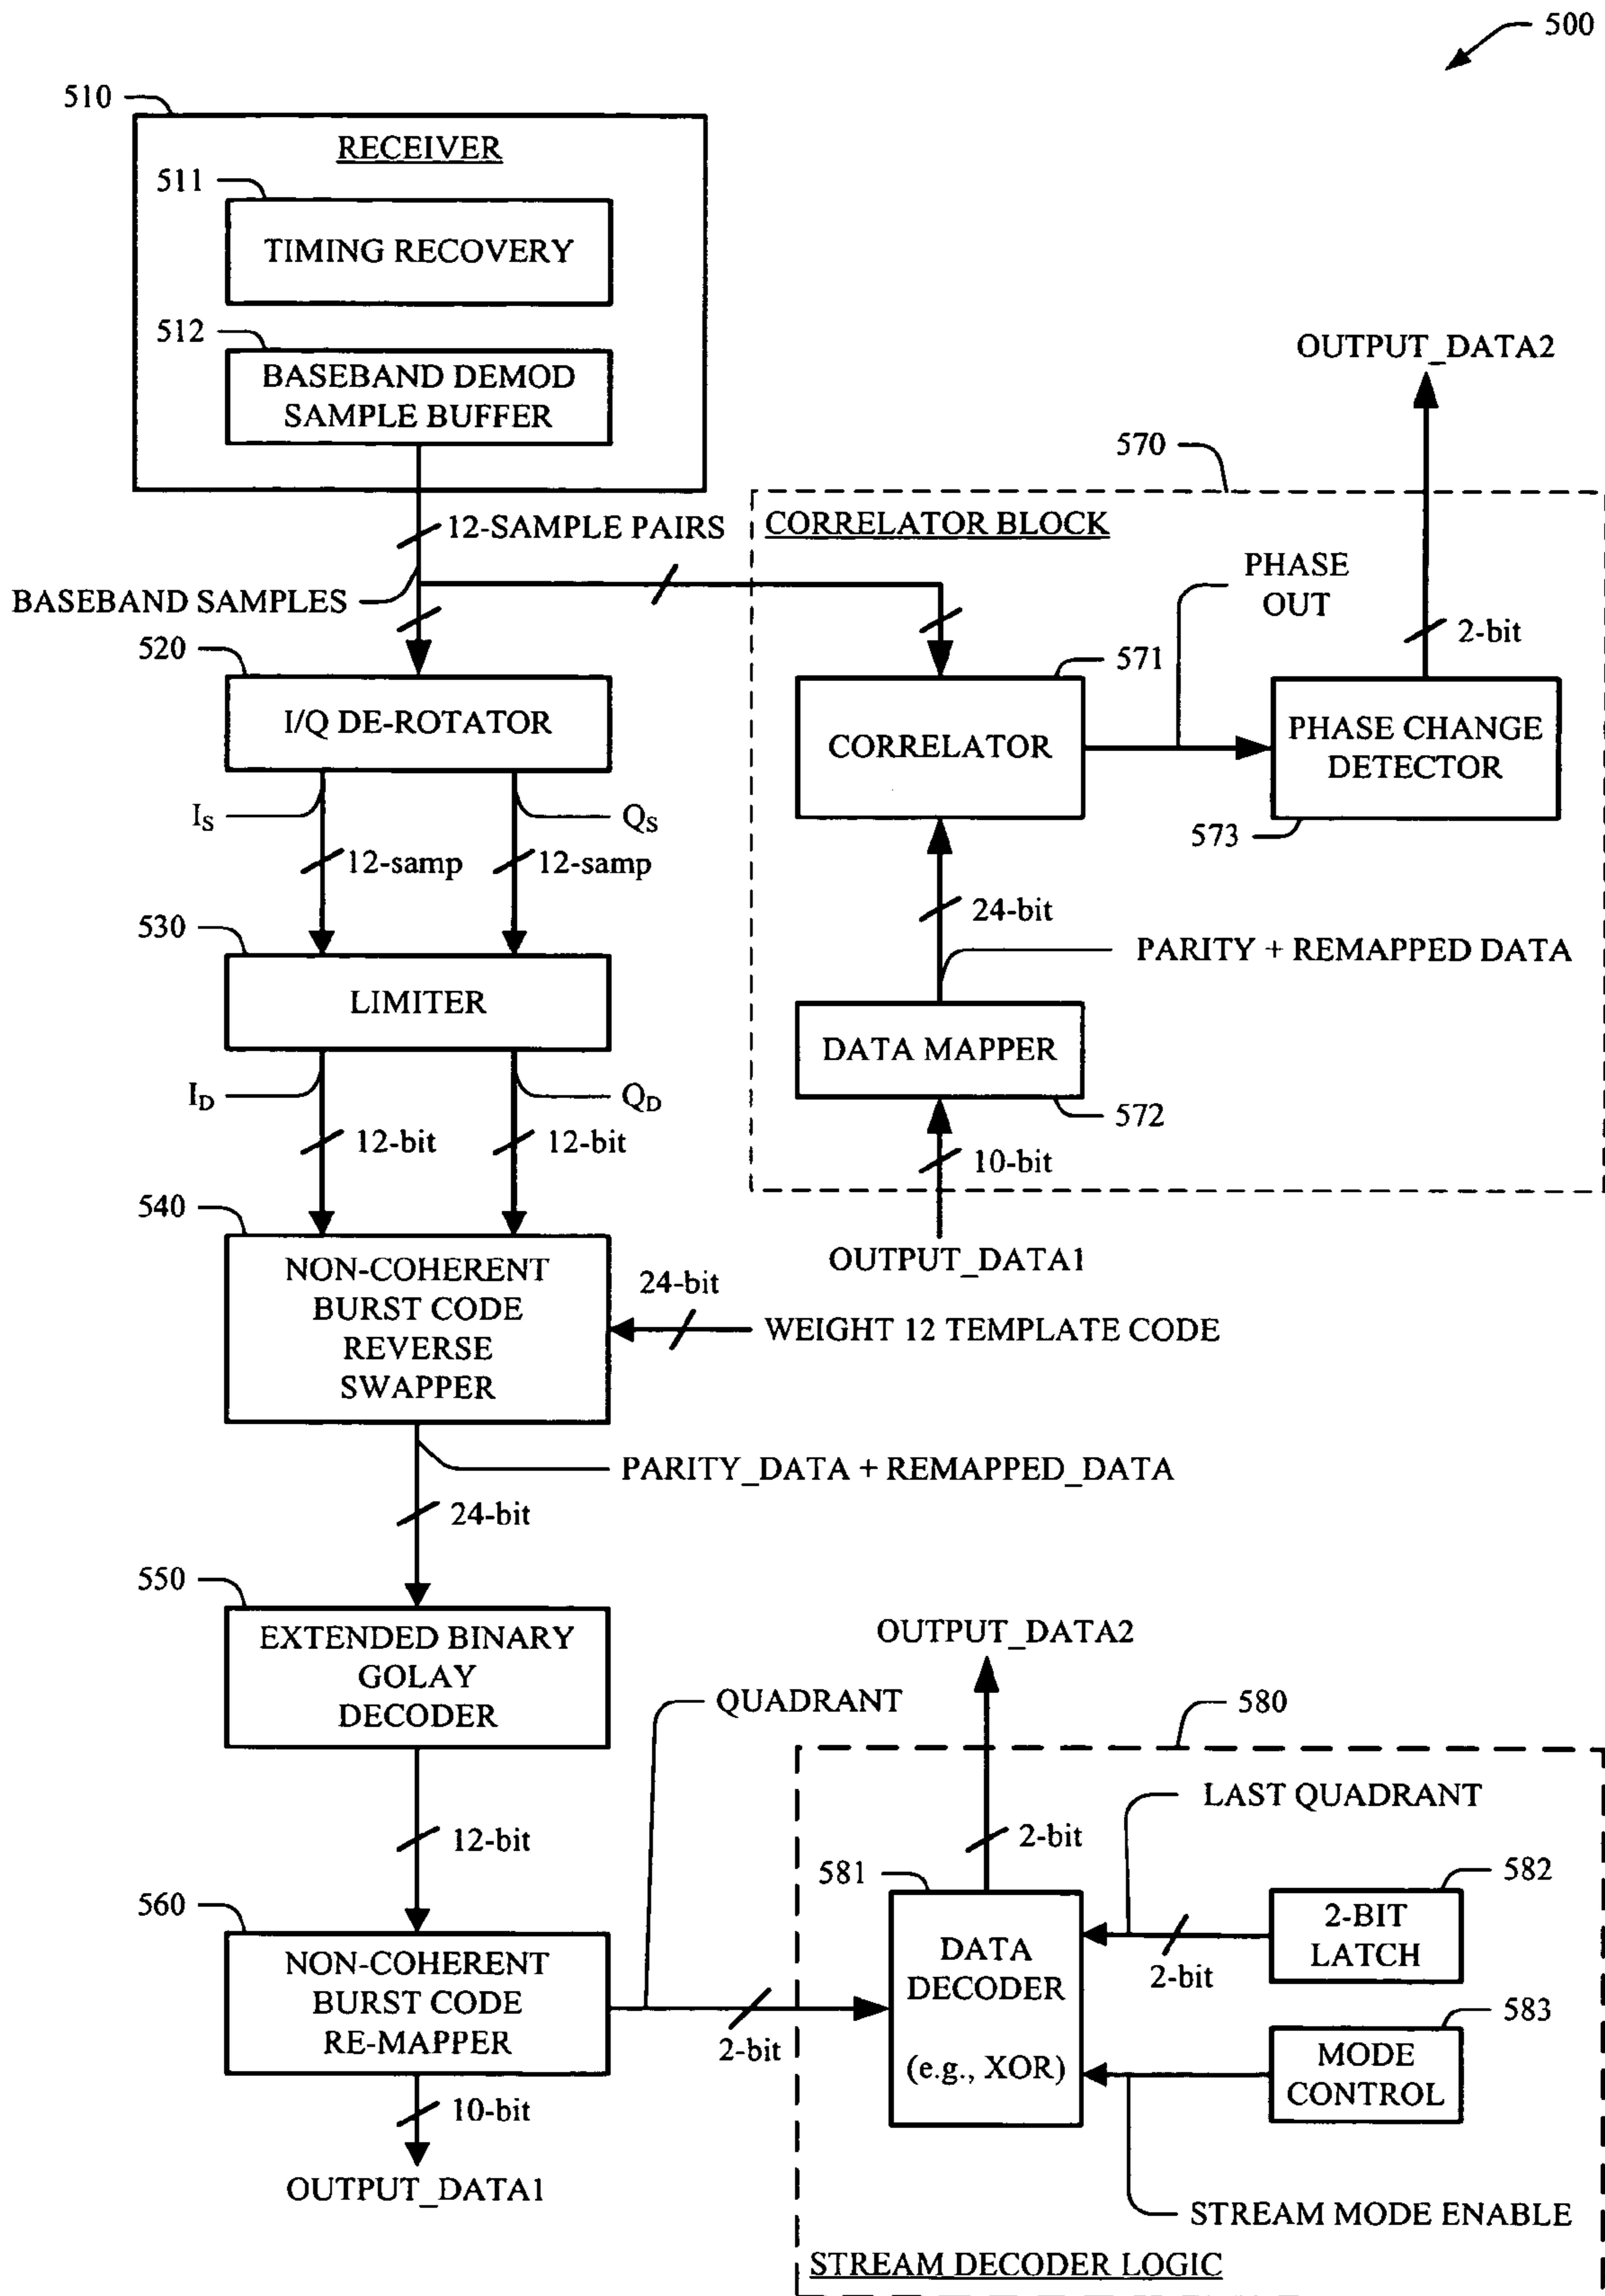 500
510
RECEIVER
511
TIMING RECOVERY
512
BASEBAND DEMOD
SAMPLE BUFFER
12-SAMPLE PAIRS
BASEBAND SAMPLES
520
I/Q DE-ROTATOR
I_S
Q_S
12-samp
12-samp
530
LIMITER
I_D
Q_D
12-bit
12-bit
540
NON-COHERENT
BURST CODE
REVERSE
SWAPPER
24-bit
WEIGHT 12 TEMPLATE CODE
PARITY_DATA + REMAPPED_DATA
24-bit
550
EXTENDED BINARY
GOLAY
DECODER
12-bit
560
NON-COHERENT
BURST CODE
RE-MAPPER
10-bit
OUTPUT_DATA1
QUADRANT
2-bit
OUTPUT_DATA2
570
CORRELATOR BLOCK
PHASE
OUT
2-bit
571
CORRELATOR
PHASE CHANGE
DETECTOR
573
24-bit
PARITY + REMAPPED DATA
DATA MAPPER
572
10-bit
OUTPUT_DATA1
OUTPUT_DATA2
580
LAST QUADRANT
2-bit
581
DATA
DECODER
(e.g., XOR)
582
2-BIT
LATCH
2-bit
583
MODE
CONTROL
STREAM MODE ENABLE
STREAM DECODER LOGIC